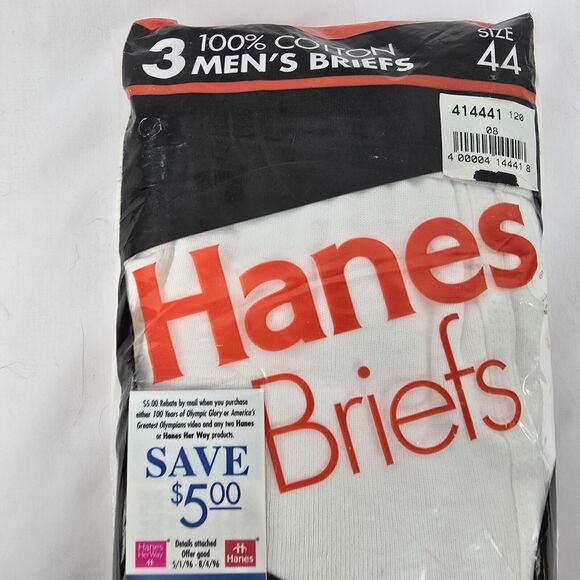 3 100% COTTON
MEN'S BRIEFS
SIZE
44
414441 120
08
4 00004 14441 8
Hanes
Briefs
$5.00 Rebate by mail when you purchase
either 100 Years of Olympic Glory or America's
Greatest Olympians video and any two Hanes
or Hanes Her Way products.
SAVE
$5.00
Hanes
HerWay
Details attached
Offer good
5/1/96 - 8/4/96
Hanes